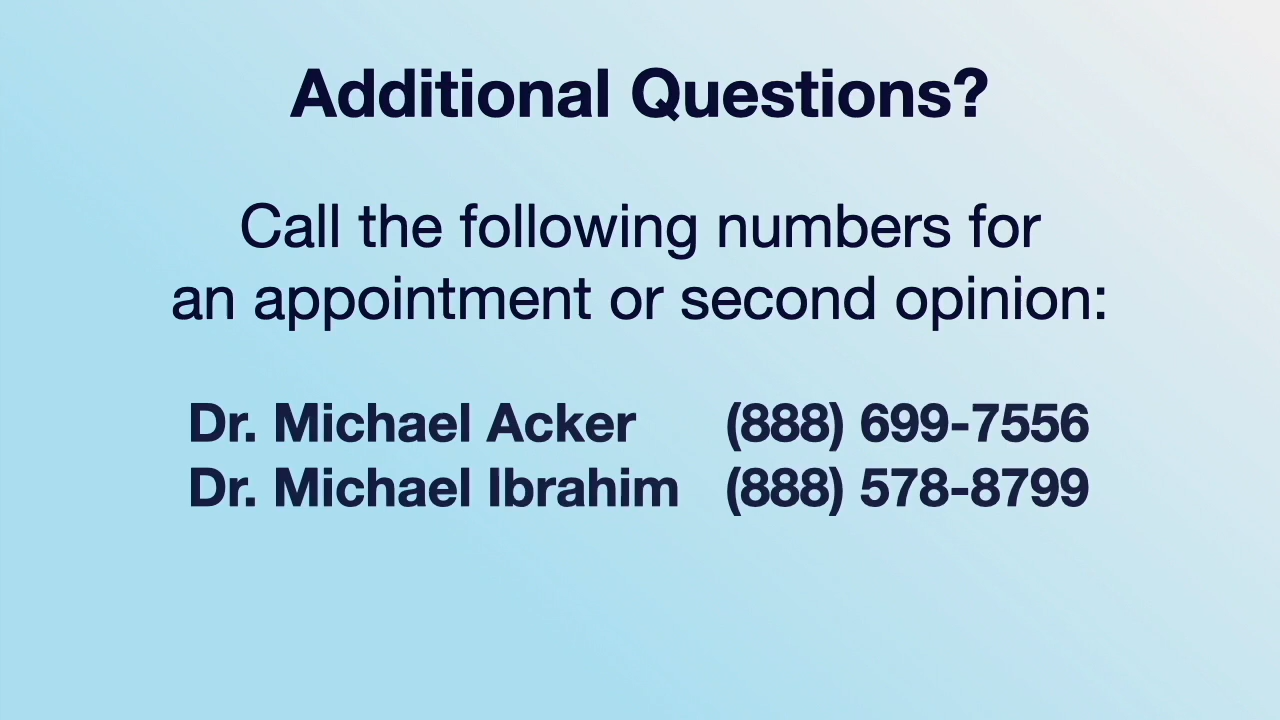 Additional Questions?
Call the following numbers for
an appointment or second opinion:
Dr. Michael Acker (888) 699-7556
Dr. Michael Ibrahim (888) 578-8799